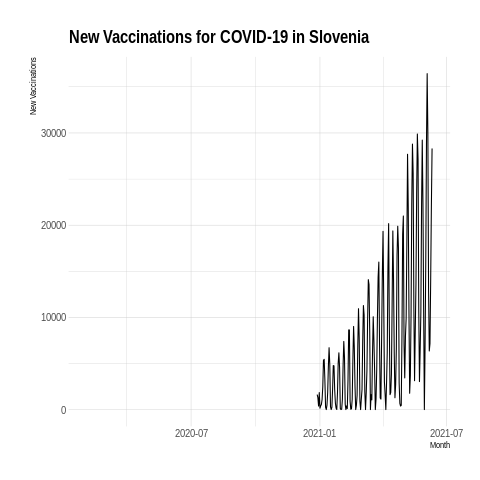 New Vaccinations for COVID-19 in Slovenia
New Vaccinations
30000
20000
10000
0
2020-07
2021-01
2021-07
Month